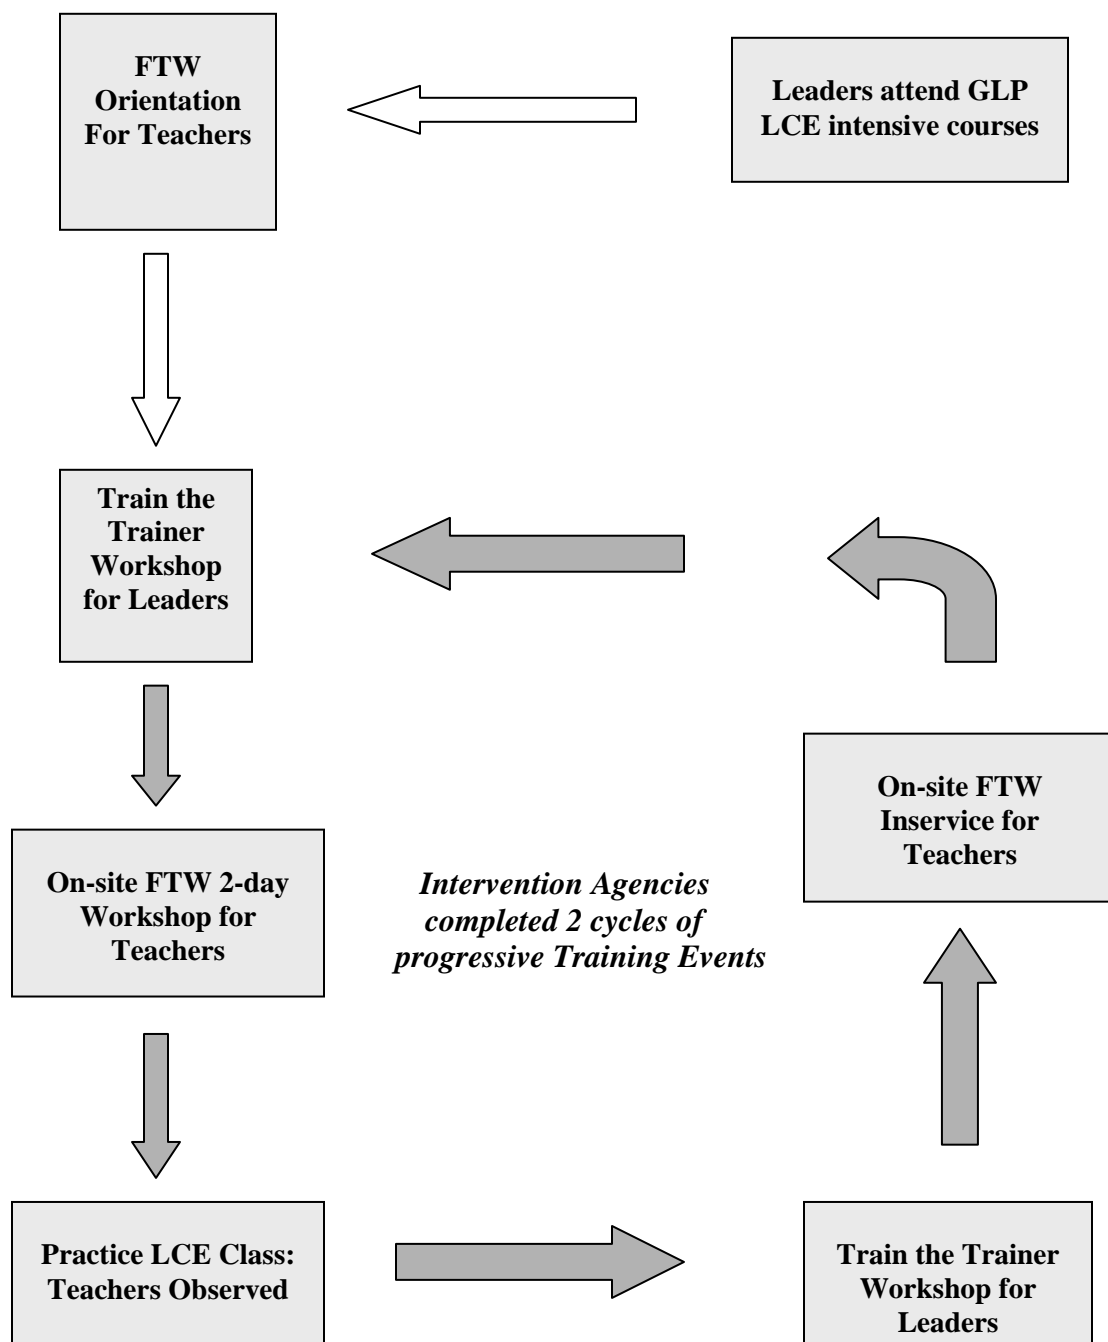 FTW
Orientation
For Teachers
Leaders attend GLP
LCE intensive courses
Train the
Trainer
Workshop
for Leaders
On-site FTW
Inservice for
Teachers
On-site FTW 2-day
Workshop for
Teachers
Intervention Agencies
completed 2 cycles of
progressive Training Events
Practice LCE Class:
Teachers Observed
Train the Trainer
Workshop for
Leaders